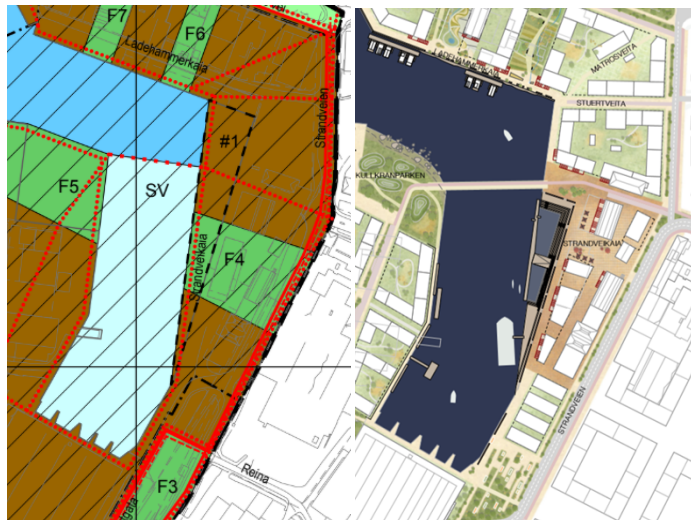 F7
F6
Ladehammerkaia
Strandveien
#1
F5
SV
F4
Strandveikaia
F3
Reina
LADEHAMMERKAIA
MATROSVEITA
STUERTVEITA
KULLKRANPARKEN
STRANDVEIKAIA
STRANDVEIEN